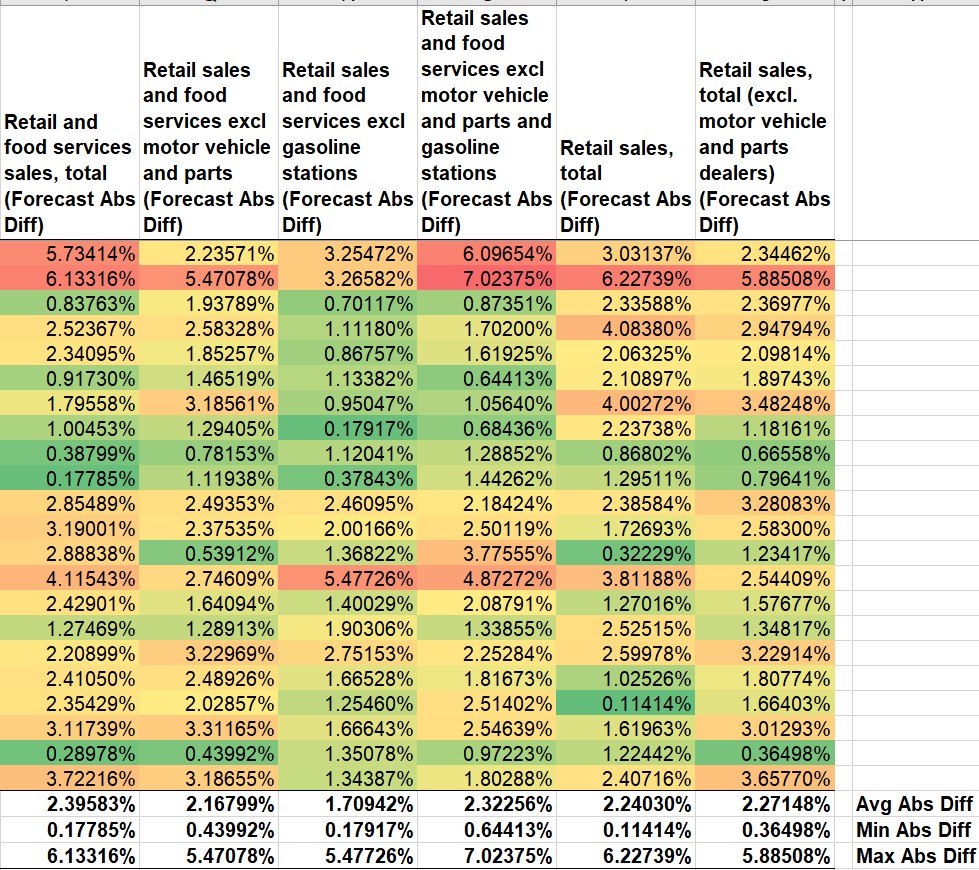 Retail and food services sales, total (Forecast Abs Diff) Retail sales and food services excl motor vehicle and parts (Forecast Abs Diff) Retail sales and food services excl gasoline stations (Forecast Abs Diff) Retail sales and food services excl motor vehicle and parts and gasoline stations (Forecast Abs Diff) Retail sales, total (Forecast Abs Diff) Retail sales, total (excl. motor vehicle and parts dealers) (Forecast Abs Diff)
5.73414% 2.23571% 3.25472% 6.09654% 3.03137% 2.34462%
6.13316% 5.47078% 3.26582% 7.02375% 6.22739% 5.88508%
0.83763% 1.93789% 0.70117% 0.87351% 2.33588% 2.36977%
2.52367% 2.58328% 1.11180% 1.70200% 4.08380% 2.94794%
2.34095% 1.85257% 0.86757% 1.61925% 2.06325% 2.09814%
0.91730% 1.46519% 1.13382% 0.64413% 2.10897% 1.89743%
1.79558% 3.18561% 0.95047% 1.05640% 4.00272% 3.48248%
1.00453% 1.29405% 0.17917% 0.68436% 2.23738% 1.18161%
0.38799% 0.78153% 1.12041% 1.28852% 0.86802% 0.66558%
0.17785% 1.11938% 0.37843% 1.44262% 1.29511% 0.79641%
2.85489% 2.49353% 2.46095% 2.18424% 2.38584% 3.28083%
3.19001% 2.37535% 2.00166% 2.50119% 1.72693% 2.58300%
2.88838% 0.53912% 1.36822% 3.77555% 0.32229% 1.23417%
4.11543% 2.74609% 5.47726% 4.87272% 3.81188% 2.54409%
2.42901% 1.64094% 1.40029% 2.08791% 1.27016% 1.57677%
1.27469% 1.28913% 1.90306% 1.33855% 2.52515% 1.34817%
2.20899% 3.22969% 2.75153% 2.25284% 2.59978% 3.22914%
2.41050% 2.48926% 1.66528% 1.81673% 1.02526% 1.80774%
2.35429% 2.02857% 1.25460% 2.51402% 0.11414% 1.66403%
3.11739% 3.31165% 1.66643% 2.54639% 1.61963% 3.01293%
0.28978% 0.43992% 1.35078% 0.97223% 1.22442% 0.36498%
3.72216% 3.18655% 1.34387% 1.80288% 2.40716% 3.65770%
2.39583% 2.16799% 1.70942% 2.32256% 2.24030% 2.27148% Avg Abs Diff
0.17785% 0.43992% 0.17917% 0.64413% 0.11414% 0.36498% Min Abs Diff
6.13316% 5.47078% 5.47726% 7.02375% 6.22739% 5.88508% Max Abs Diff